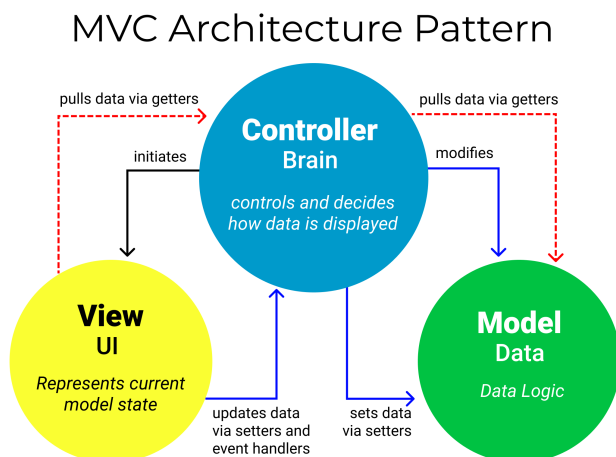 MVC Architecture Pattern
pulls data via getters
pulls data via getters
Controller
Brain
initiates
modifies
controls and decides
how data is displayed
View
UI
Represents current
model state
Model
Data
Data Logic
updates data
via setters and
event handlers
sets data
via setters